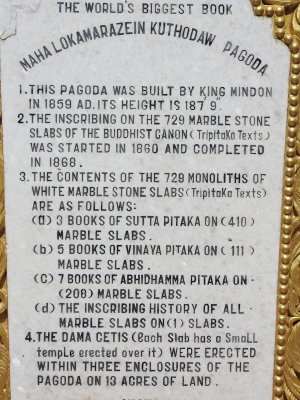 THE WORLD'S BIGGEST BOOK
MAHA LOKAMARAZEIN KUTHODAW PAGODA
1.THIS PAGODA WAS BUILT BY KING MINDON
IN 1859 AD.ITS HEIGHT IS 187'9".
2.THE INSCRIBING ON THE 729 MARBLE STONE
SLABS OF THE BUDDHIST CANON (TripitaKa Texts)
WAS STARTED IN 1860 AND COMPLETED
IN 1868.
3.THE CONTENTS OF THE 729 MONOLITHS OF
WHITE MARBLE STONE SLABS (TripitaKa Texts)
ARE AS FOLLOWS:
(a) 3 BOOKS OF SUTTA PITAKA ON (410)
MARBLE SLABS.
(b) 5 BOOKS OF VINAYA PITAKA ON (111)
MARBLE SLABS.
(C) 7 BOOKS OF ABHIDHAMMA PITAKA ON
(208) MARBLE SLABS.
(d) THE INSCRIBING HISTORY OF ALL
MARBLE SLABS ON (1) SLABS.
4.THE DAMA CETIS (Each Slab has a SmaLL
tempLe erected over it) WERE ERECTED
WITHIN THREE ENCLOSURES OF THE
PAGODA ON 13 ACRES OF LAND.